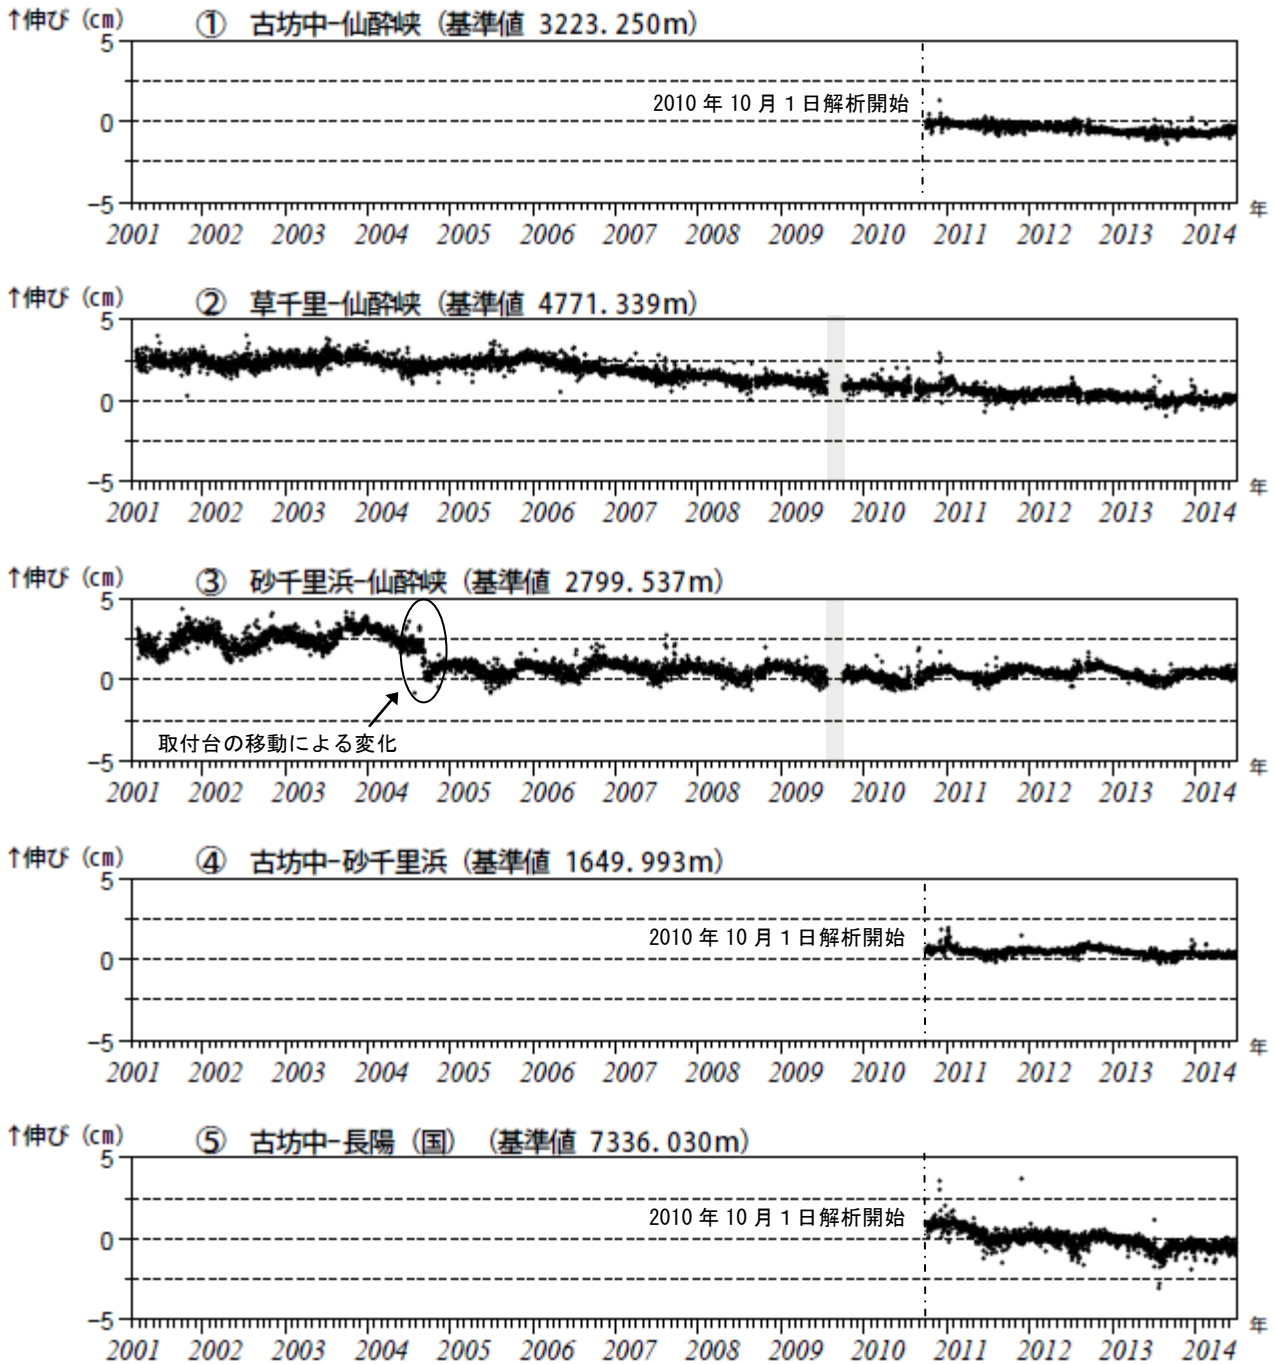 ↑伸び (cm) ① 古坊中-仙酔峡 (基準値 3223.250m)
5
2010 年 10 月 1 日解析開始
0
-5
年
2001 2002 2003 2004 2005 2006 2007 2008 2009 2010 2011 2012 2013 2014
↑伸び (cm) ② 草千里-仙酔峡 (基準値 4771.339m)
5
0
-5
年
2001 2002 2003 2004 2005 2006 2007 2008 2009 2010 2011 2012 2013 2014
↑伸び (cm) ③ 砂千里浜-仙酔峡 (基準値 2799.537m)
5
0
取付台の移動による変化
-5
年
2001 2002 2003 2004 2005 2006 2007 2008 2009 2010 2011 2012 2013 2014
↑伸び (cm) ④ 古坊中-砂千里浜 (基準値 1649.993m)
5
2010 年 10 月 1 日解析開始
0
-5
年
2001 2002 2003 2004 2005 2006 2007 2008 2009 2010 2011 2012 2013 2014
↑伸び (cm) ⑤ 古坊中-長陽 (国) (基準値 7336.030m)
5
2010 年 10 月 1 日解析開始
0
-5
年
2001 2002 2003 2004 2005 2006 2007 2008 2009 2010 2011 2012 2013 2014